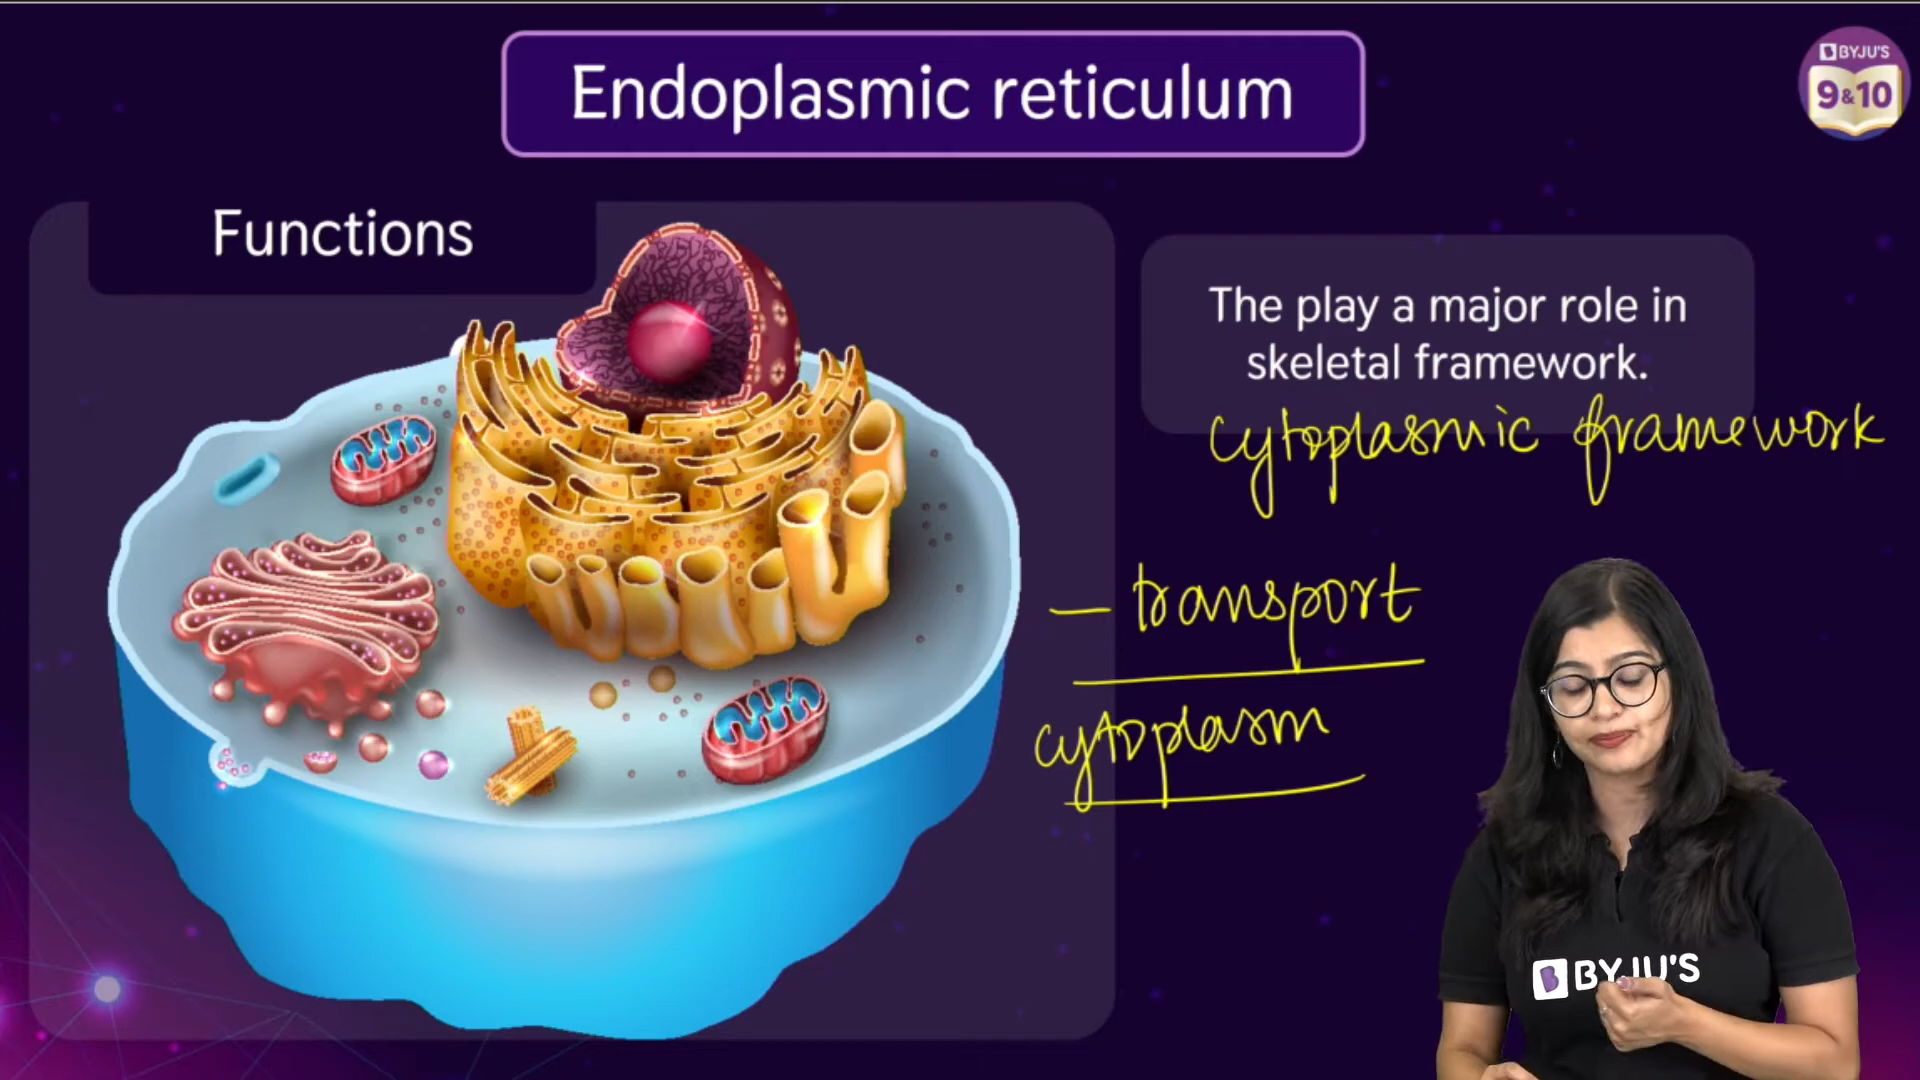 Endoplasmic reticulum
BYJU'S
9&10
Functions
The play a major role in
skeletal framework.
cytoplasmic framework
— transport
cytoplasm
BYJU'S